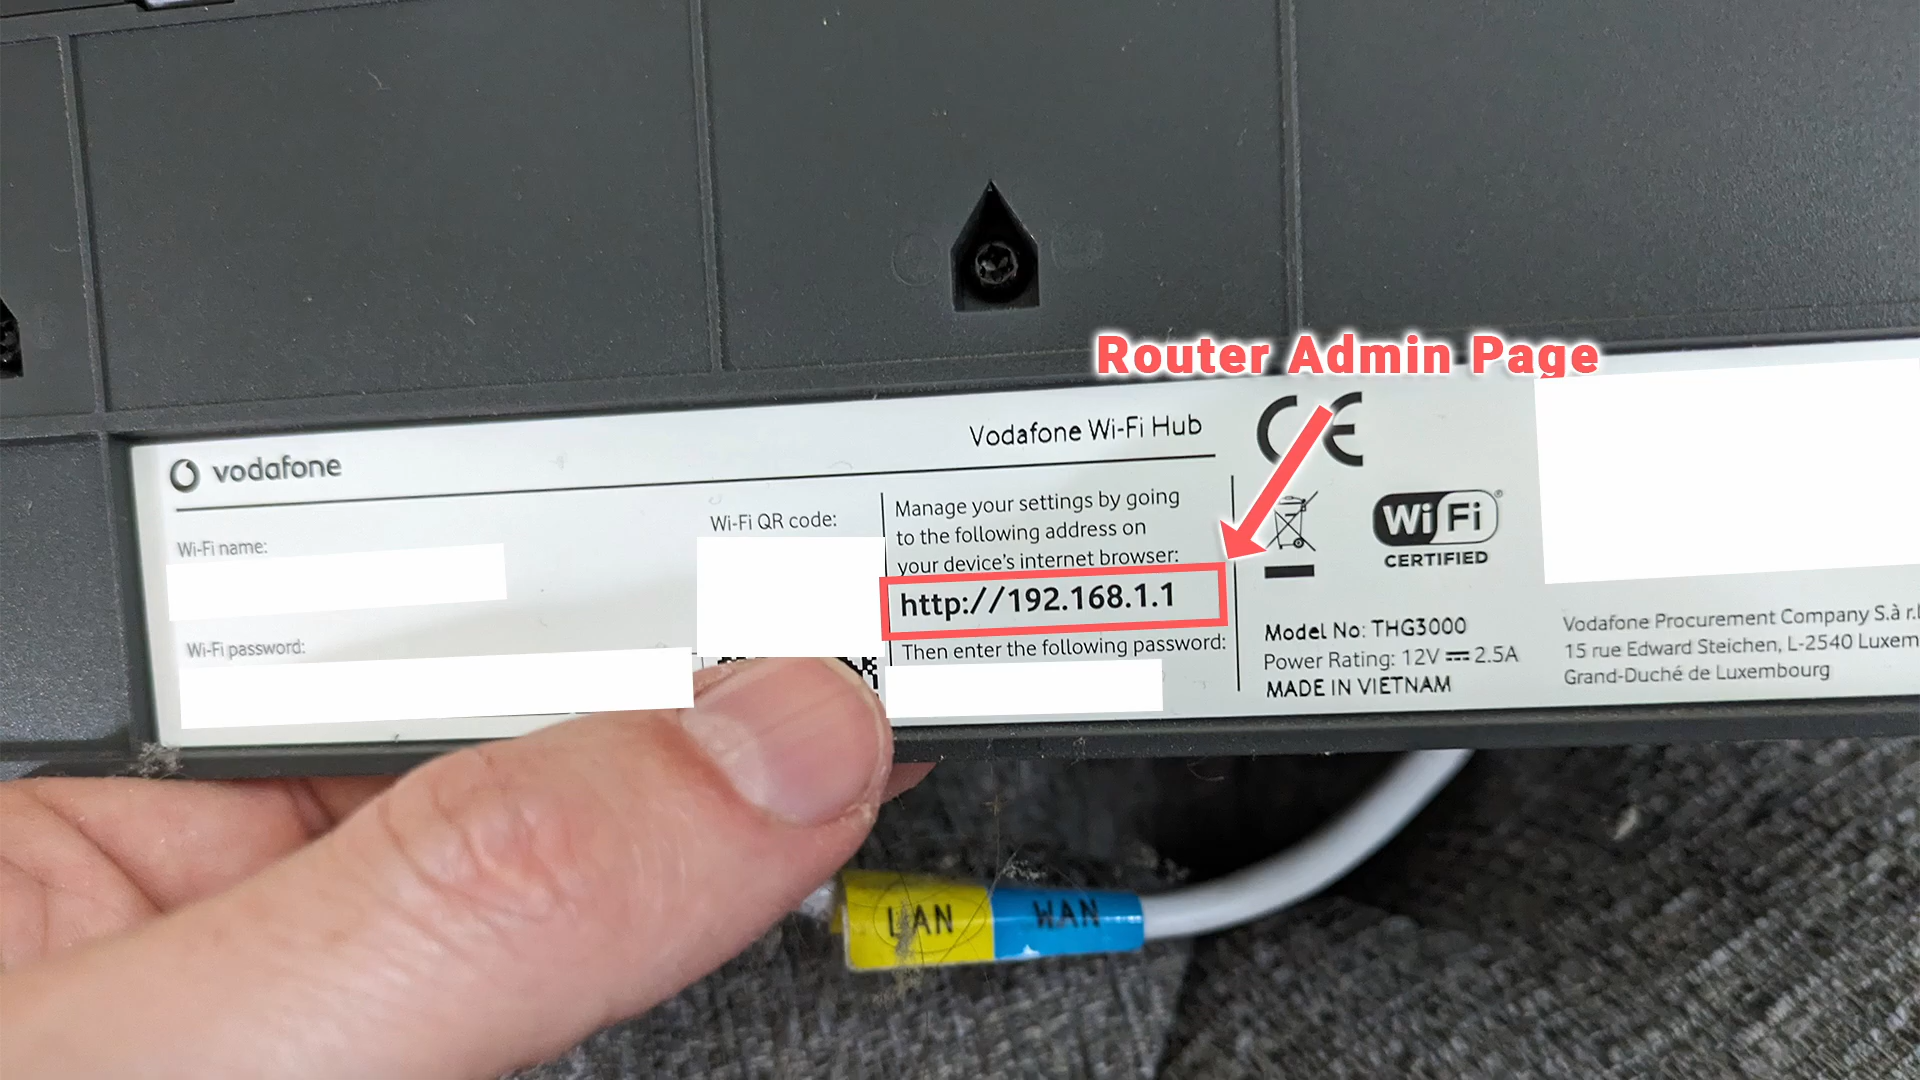 Router Admin Page
vodafone
Vodafone Wi-Fi Hub
Wi-Fi name:
Wi-Fi password:
Wi-Fi QR code:
Manage your settings by going
to the following address on
your device's internet browser:
http://192.168.1.1
Then enter the following password:
CE
Wi Fi®
CERTIFIED
Model No: THG3000
Power Rating: 12V ⎓ 2.5A
MADE IN VIETNAM
Vodafone Procurement Company S.à r.l
15 rue Edward Steichen, L-2540 Luxem
Grand-Duché de Luxembourg
LAN WAN